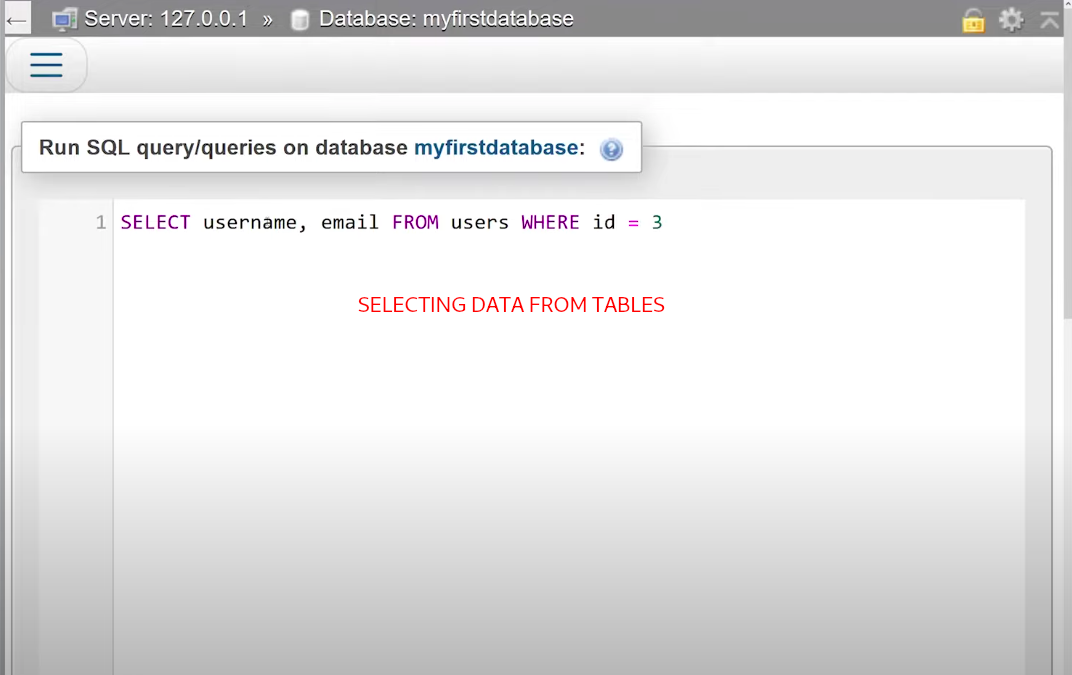 Server: 127.0.0.1 » Database: myfirstdatabase
Run SQL query/queries on database myfirstdatabase:
1 SELECT username, email FROM users WHERE id = 3
SELECTING DATA FROM TABLES